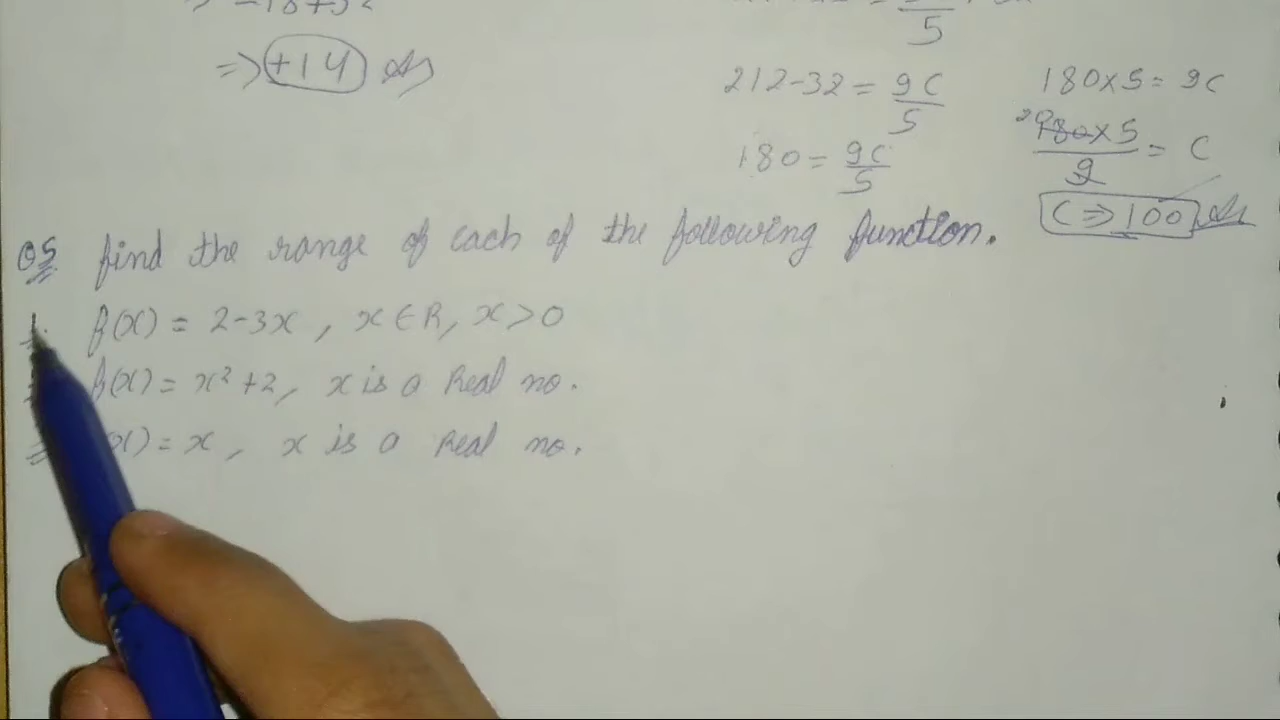 ⇒ +14 Ans
212-32 = 9C/5
180 = 9C/5
180×5 = 9C
180×5/9 = C
C ⇒ 100 Ans
Q5. find the range of each of the following function.
f(x) = 2-3x , x ∈ R, x > 0
f(x) = x² + 2, x is a Real no.
(x) = x , x is a Real no.